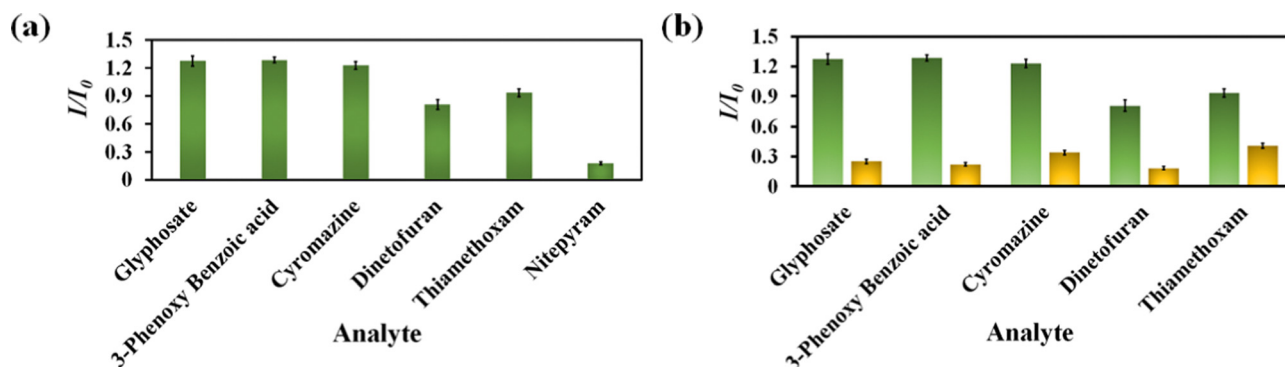 (a)
I/I0
1.5
1.2
0.9
0.6
0.3
0
Glyphosate
3-Phenoxy Benzoic acid
Cyromazine
Dinetofuran
Thiamethoxam
Nitepyram
Analyte
(b)
I/I0
1.5
1.2
0.9
0.6
0.3
0
Glyphosate
3-Phenoxy Benzoic acid
Cyromazine
Dinetofuran
Thiamethoxam
Analyte